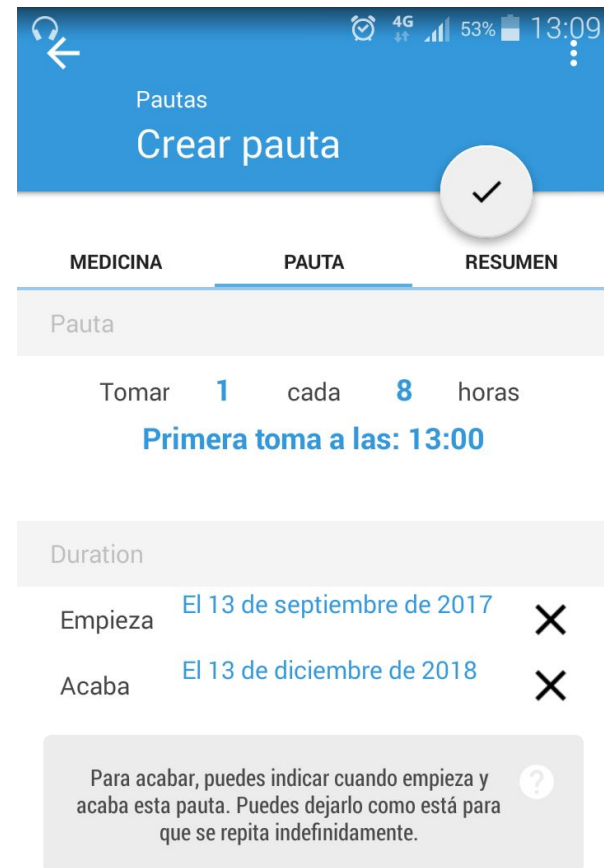 4G 53% 13:09
Pautas
Crear pauta
MEDICINA PAUTA RESUMEN
Pauta
Tomar 1 cada 8 horas
Primera toma a las: 13:00
Duration
Empieza El 13 de septiembre de 2017
Acaba El 13 de diciembre de 2018
Para acabar, puedes indicar cuando empieza y
acaba esta pauta. Puedes dejarlo como está para
que se repita indefinidamente.
?